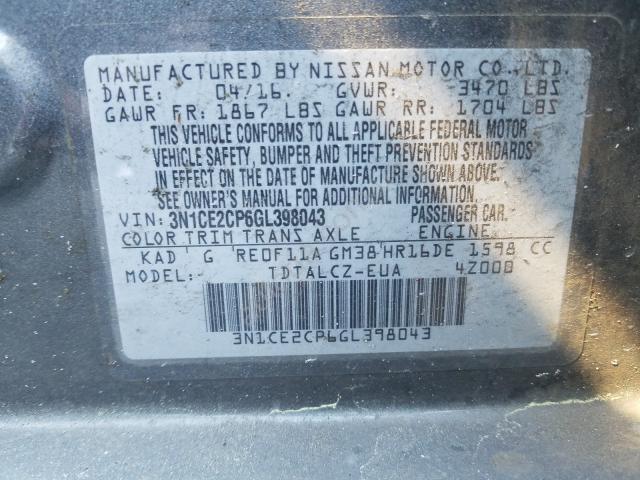 MANUFACTURED BY NISSAN MOTOR CO.,LTD.
DATE: 04/16. GVWR: 3470 LBS
GAWR FR: 1867 LBS GAWR RR: 1704 LBS
THIS VEHICLE CONFORMS TO ALL APPLICABLE FEDERAL MOTOR
VEHICLE SAFETY, BUMPER AND THEFT PREVENTION STANDARDS
IN EFFECT ON THE DATE OF MANUFACTURE SHOWN ABOVE.
SEE OWNER'S MANUAL FOR ADDITIONAL INFORMATION.
VIN: 3N1CE2CP6GL398043 PASSENGER CAR.
COLOR TRIM TRANS AXLE ENGINE
KAD G RE0F11A GM38 HR16DE 1598 CC
MODEL: TDTALCZ-EUA 4Z008
3N1CE2CP6GL398043